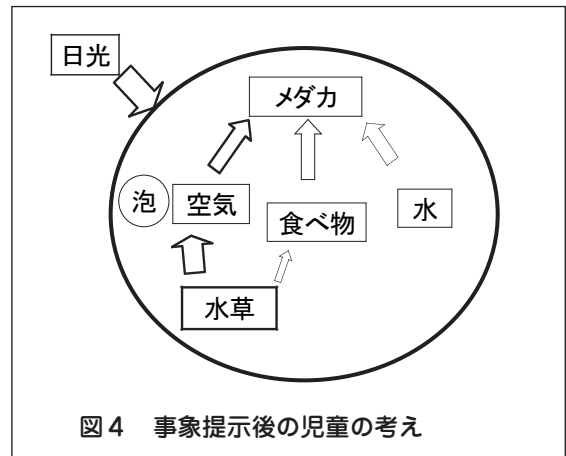 日光
メダカ
泡
空気
食べ物
水
水草
図4 事象提示後の児童の考え